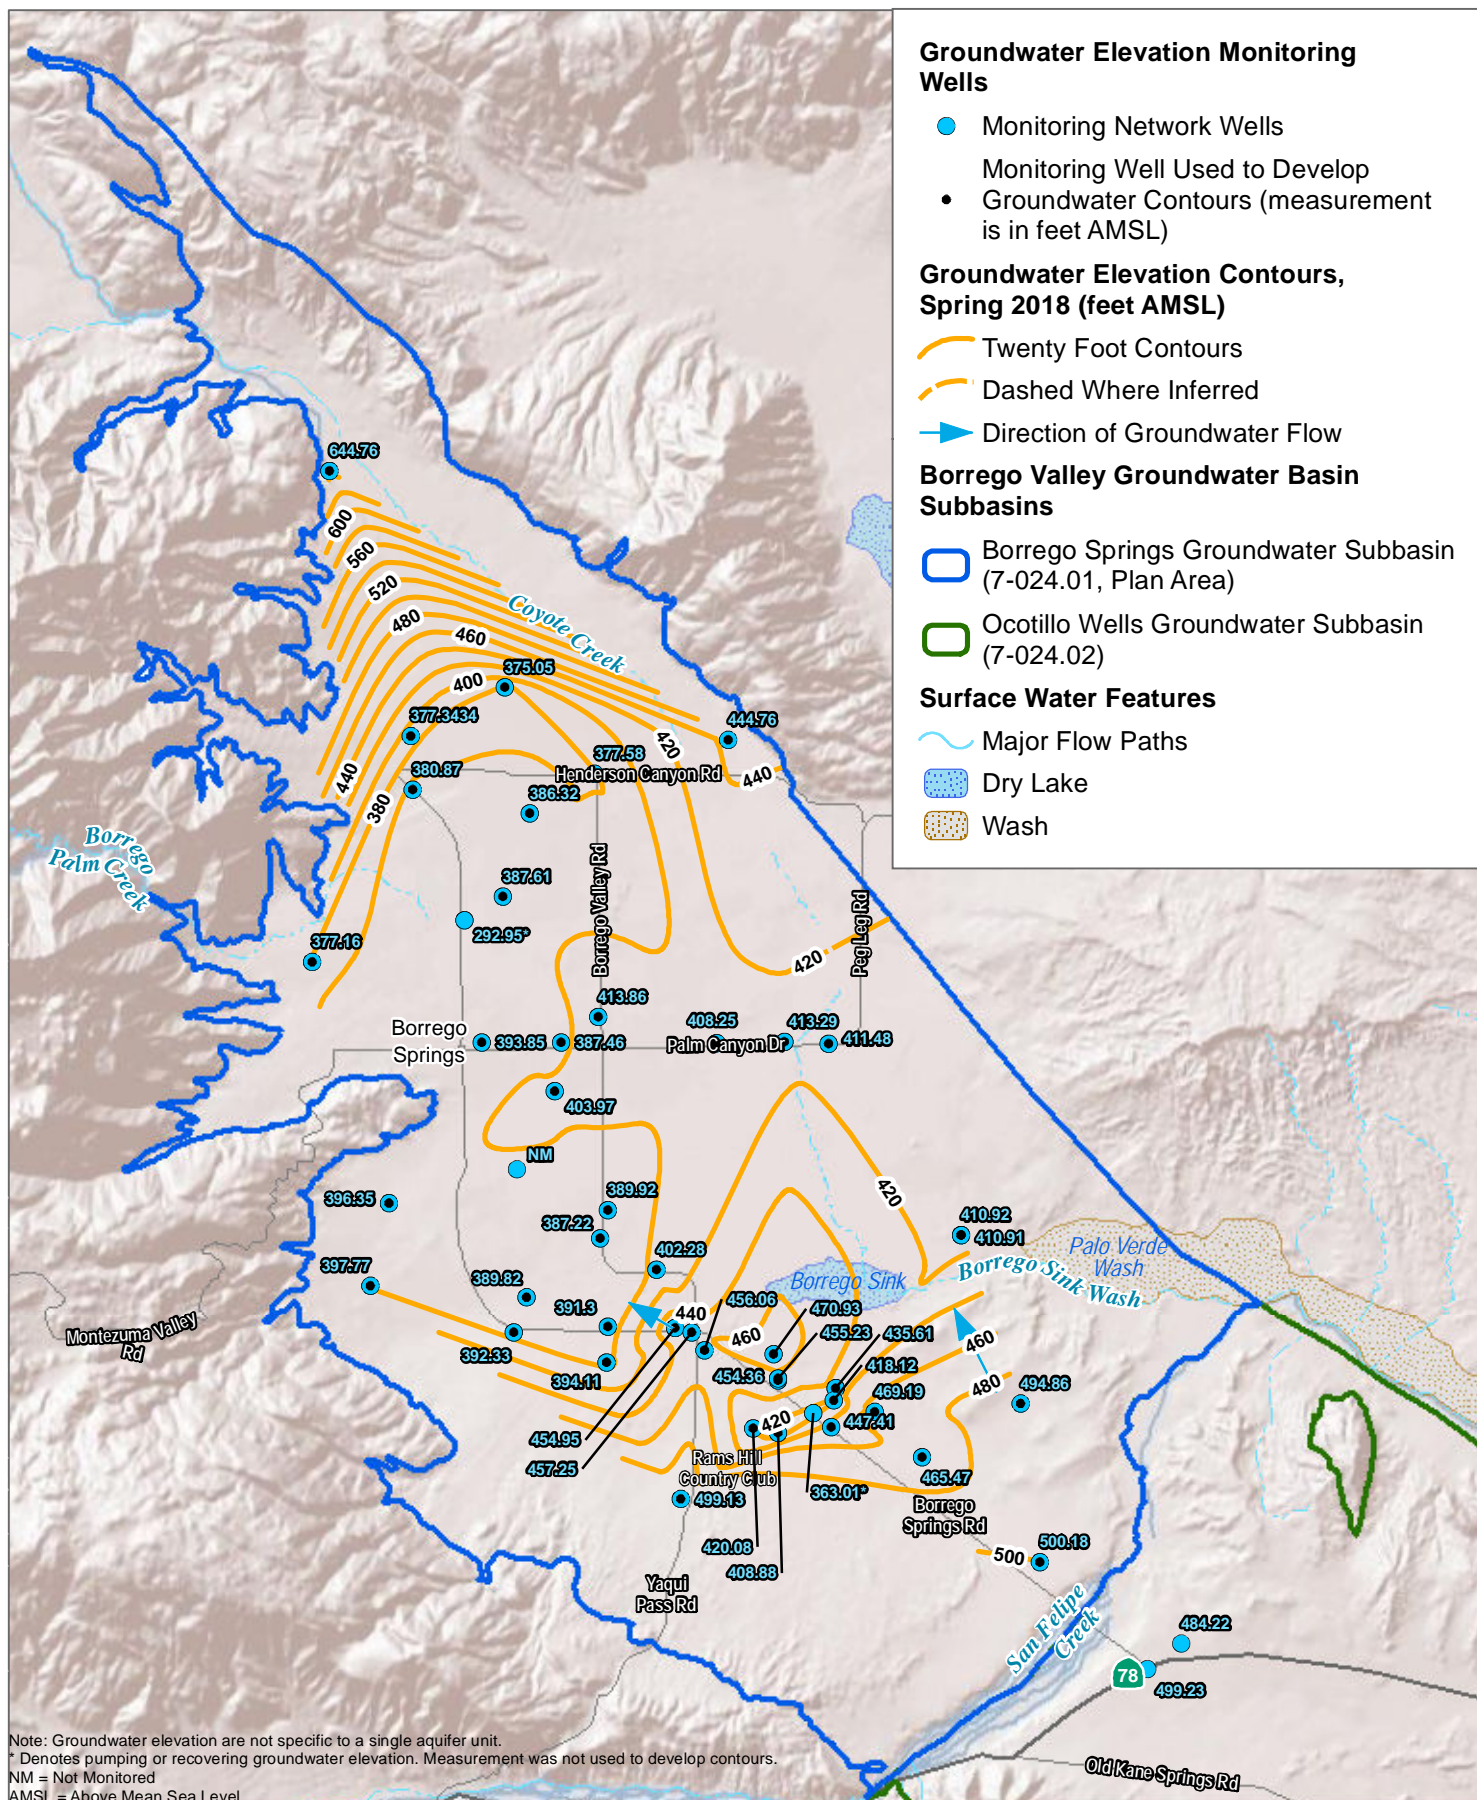 Groundwater Elevation Monitoring
Wells
Monitoring Network Wells
Monitoring Well Used to Develop
Groundwater Contours (measurement
is in feet AMSL)
Groundwater Elevation Contours,
Spring 2018 (feet AMSL)
Twenty Foot Contours
Dashed Where Inferred
Direction of Groundwater Flow
Borrego Valley Groundwater Basin
Subbasins
Borrego Springs Groundwater Subbasin
(7-024.01, Plan Area)
Ocotillo Wells Groundwater Subbasin
(7-024.02)
Surface Water Features
Major Flow Paths
Dry Lake
Wash
644.76
600
560
520
480
460
Coyote Creek
375.05
400
377.3434
444.76
420
377.58
Henderson Canyon Rd
440
440
380.87
380
386.32
Borrego
Palm Creek
387.61
Borrego Valley Rd
Peg Leg Rd
292.95*
377.16
420
413.86
Borrego
Springs
393.85
387.46
408.25
413.29
Palm Canyon Dr
411.48
403.97
NM
396.35
389.92
387.22
420
410.92
410.91
Palo Verde
Wash
397.77
402.28
Borrego Sink
Borrego Sink Wash
389.82
391.3
440
456.06
470.93
Montezuma Valley
Rd
392.33
460
455.23
435.61
460
418.12
394.11
454.36
469.19
480
494.86
420
447.41
454.95
457.25
Rams Hill
Country Club
465.47
363.01*
499.13
Borrego
Springs Rd
420.08
408.88
500
500.18
Yaqui
Pass Rd
San Felipe
Creek
484.22
78
499.23
Old Kane Springs Rd
Note: Groundwater elevation are not specific to a single aquifer unit.
* Denotes pumping or recovering groundwater elevation. Measurement was not used to develop contours.
NM = Not Monitored
AMSL = Above Mean Sea Level